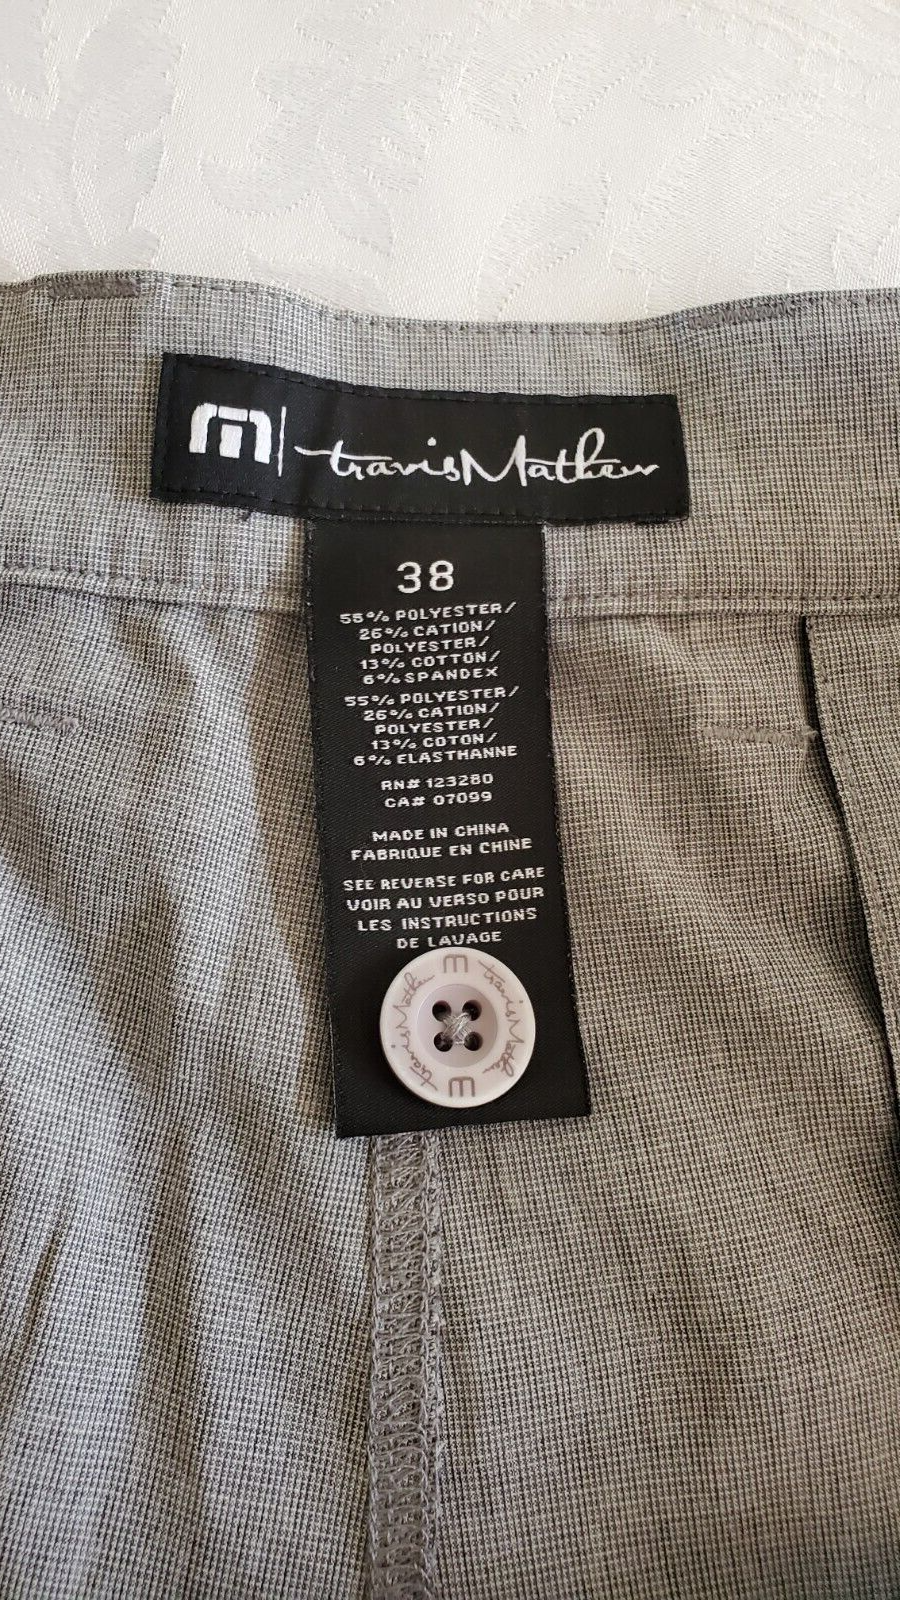 travisMathew
38
55% POLYESTER/
26% CATION/
POLYESTER/
13% COTTON/
6% SPANDEX
55% POLYESTER/
26% CATION/
POLYESTER/
13% COTON/
6% ELASTHANNE
RN# 123280
CA# 07099
MADE IN CHINA
FABRIQUE EN CHINE
SEE REVERSE FOR CARE
VOIR AU VERSO POUR
LES INSTRUCTIONS
DE LAVAGE
travisMathew
travisMathew